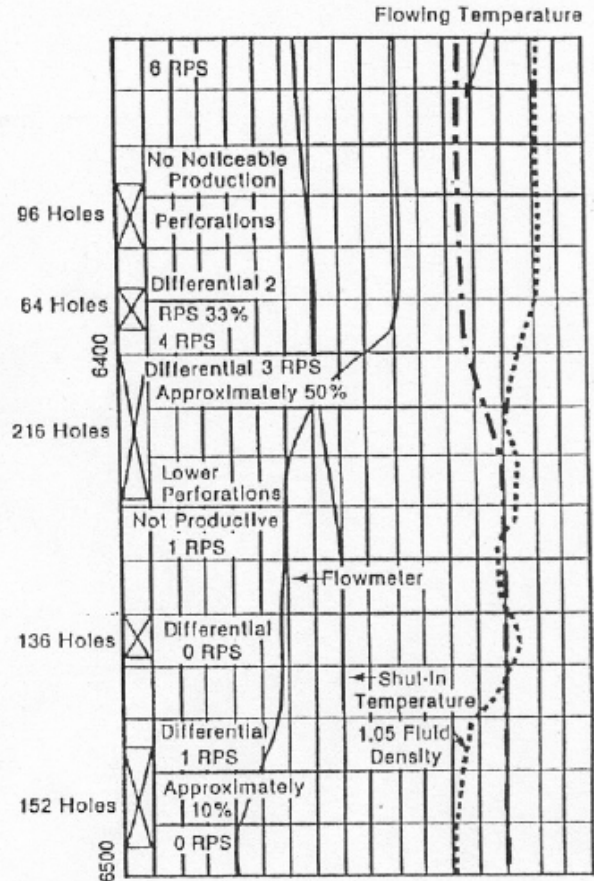 Flowing Temperature
6 RPS
No Noticeable
Production
96 Holes
Perforations
Differential 2
64 Holes
RPS 33%
4 RPS
6400
Differential 3 RPS
Approximately 50%
216 Holes
Lower
Perforations
Not Productive
1 RPS
Flowmeter
136 Holes
Differential
0 RPS
Shut-In
Temperature
Differential
1 RPS
1.05 Fluid
Density
152 Holes
Approximately
10%
0 RPS
6500